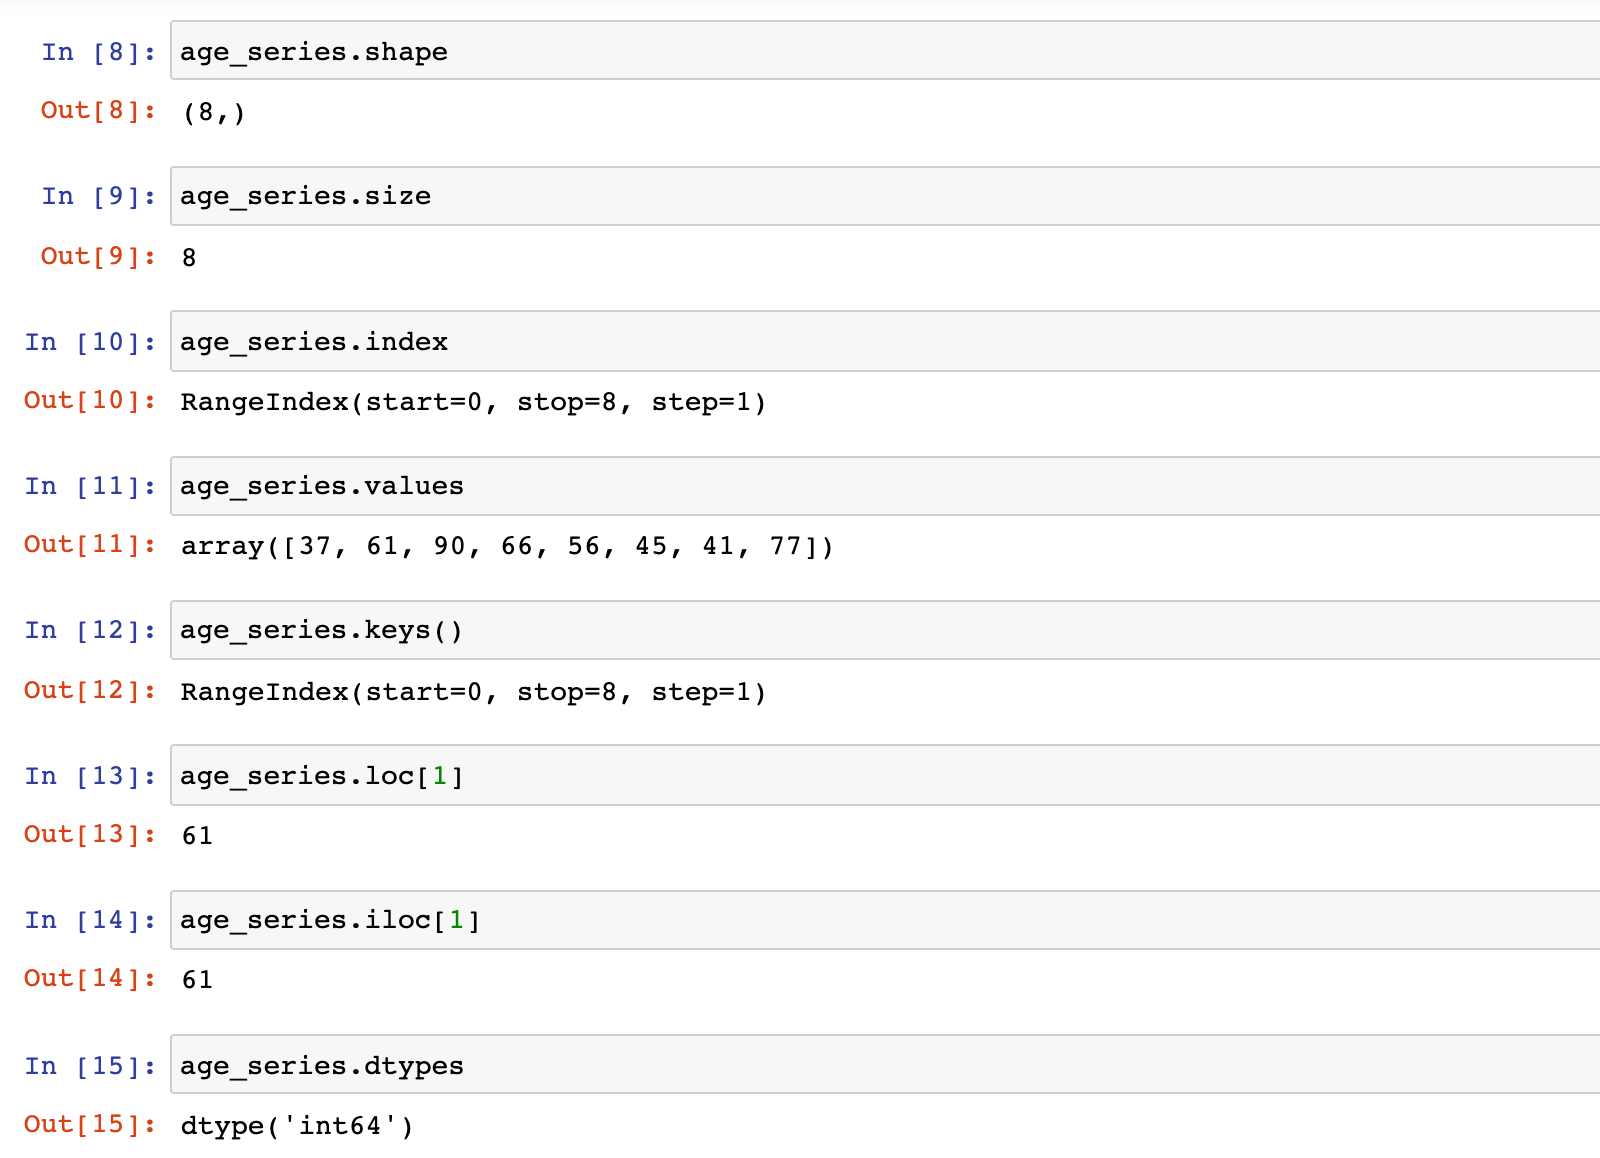 In [8]: age_series.shape
Out[8]: (8,)
In [9]: age_series.size
Out[9]: 8
In [10]: age_series.index
Out[10]: RangeIndex(start=0, stop=8, step=1)
In [11]: age_series.values
Out[11]: array([37, 61, 90, 66, 56, 45, 41, 77])
In [12]: age_series.keys()
Out[12]: RangeIndex(start=0, stop=8, step=1)
In [13]: age_series.loc[1]
Out[13]: 61
In [14]: age_series.iloc[1]
Out[14]: 61
In [15]: age_series.dtypes
Out[15]: dtype('int64')